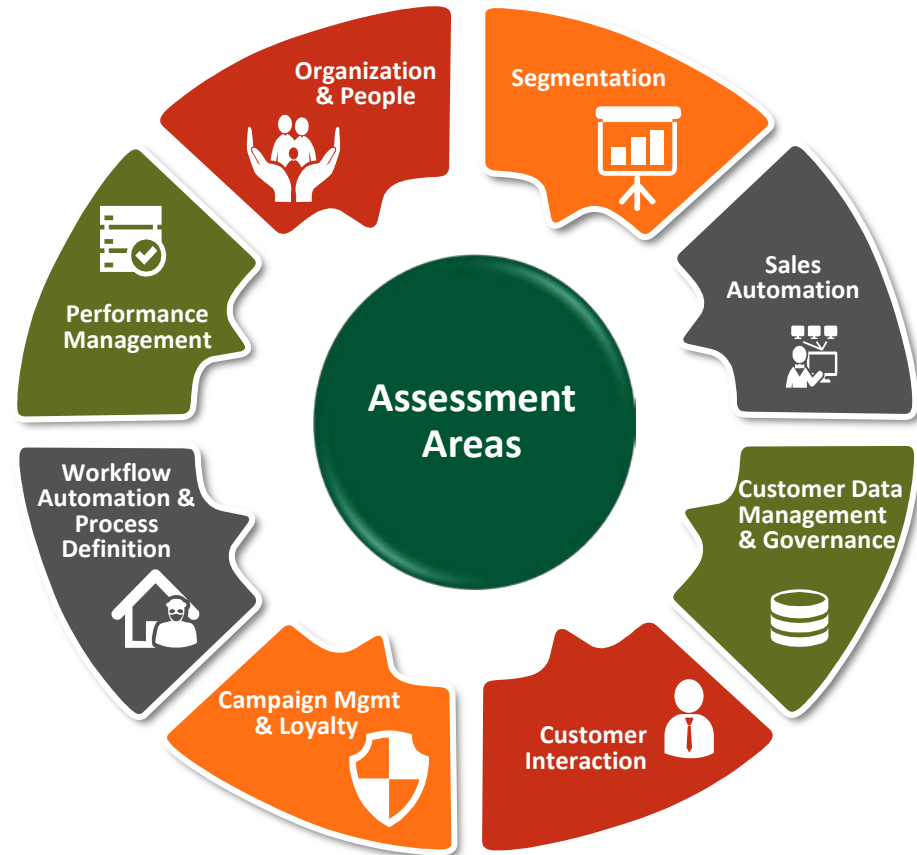 Organization
& People
Segmentation
Sales
Automation
Customer Data
Management
& Governance
Customer
Interaction
Campaign Mgmt
& Loyalty
Workflow
Automation &
Process
Definition
Performance
Management
Assessment
Areas